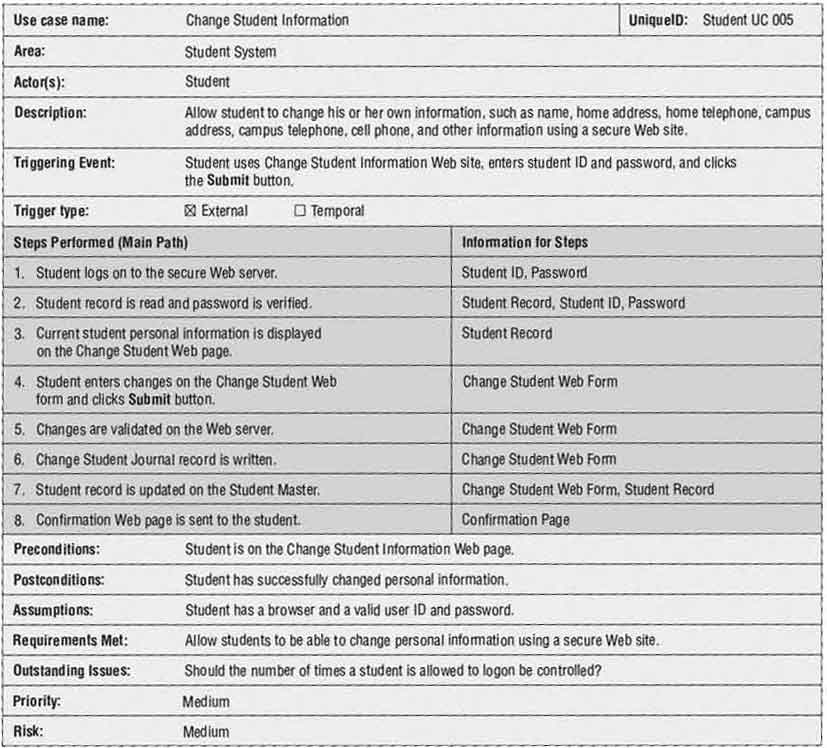 Use case name: Change Student Information UniqueID: Student UC 005
Area: Student System
Actor(s): Student
Description: Allow student to change his or her own information, such as name, home address, home telephone, campus
address, campus telephone, cell phone, and other information using a secure Web site.
Triggering Event: Student uses Change Student Information Web site, enters student ID and password, and clicks
the Submit button.
Trigger type: ☒ External ☐ Temporal
Steps Performed (Main Path) Information for Steps
1. Student logs on to the secure Web server. Student ID, Password
2. Student record is read and password is verified. Student Record, Student ID, Password
3. Current student personal information is displayed Student Record
on the Change Student Web page.
4. Student enters changes on the Change Student Web Change Student Web Form
form and clicks Submit button.
5. Changes are validated on the Web server. Change Student Web Form
6. Change Student Journal record is written. Change Student Web Form
7. Student record is updated on the Student Master. Change Student Web Form, Student Record
8. Confirmation Web page is sent to the student. Confirmation Page
Preconditions: Student is on the Change Student Information Web page.
Postconditions: Student has successfully changed personal information.
Assumptions: Student has a browser and a valid user ID and password.
Requirements Met: Allow students to be able to change personal information using a secure Web site.
Outstanding Issues: Should the number of times a student is allowed to logon be controlled?
Priority: Medium
Risk: Medium